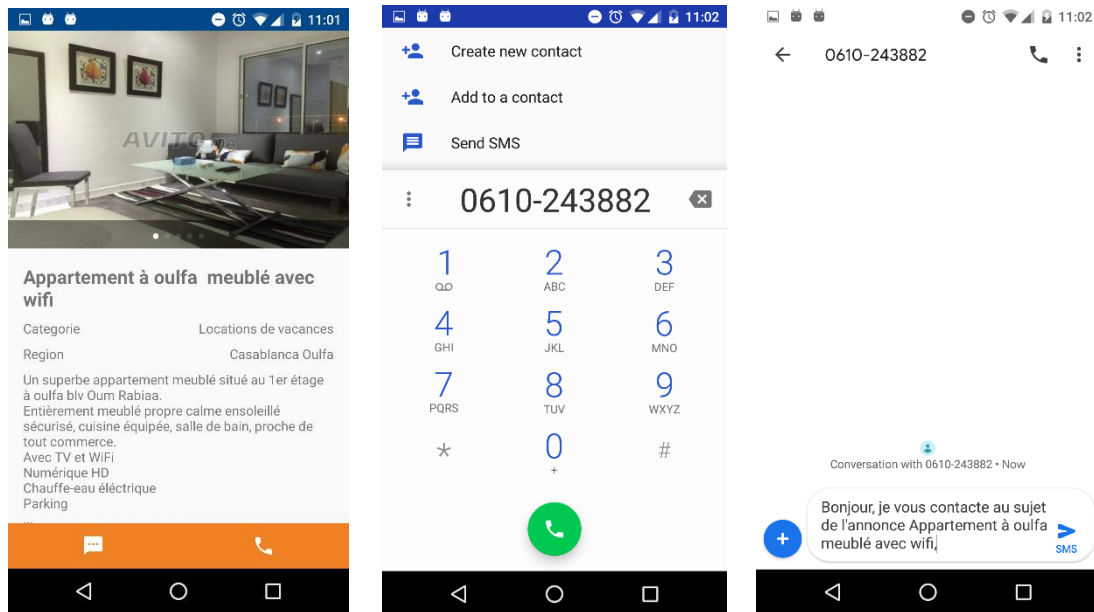 11:01
AVITO.MA
Appartement à oulfa meublé avec
wifi
Categorie Locations de vacances
Region Casablanca Oulfa
Un superbe appartement meublé situé au 1er étage
à oulfa blv Oum Rabiaa.
Entièrement meublé propre calme ensoleillé
sécurisé, cuisine équipée, salle de bain, proche de
tout commerce.
Avec TV et WiFi
Numérique HD
Chauffe-eau éléctrique
Parking
...
11:02
Create new contact
Add to a contact
Send SMS
0610-243882
1 2 3
ABC DEF
4 5 6
GHI JKL MNO
7 8 9
PQRS TUV WXYZ
* 0 #
+
11:02
0610-243882
Conversation with 0610-243882 • Now
Bonjour, je vous contacte au sujet
de l'annonce Appartement à oulfa
meublé avec wifi,
SMS